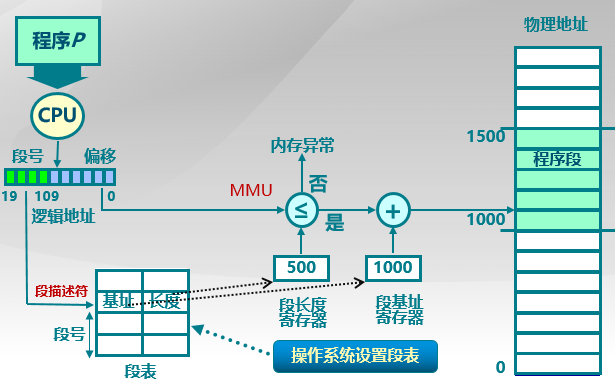 程序P
物理地址
CPU
段号 偏移
内存异常
1500
程序段
MMU
否
19 109 0
≤
是
+
1000
逻辑地址
500
1000
段描述符
基址 长度
段长度
寄存器
段基址
寄存器
段号
操作系统设置段表
段表
0